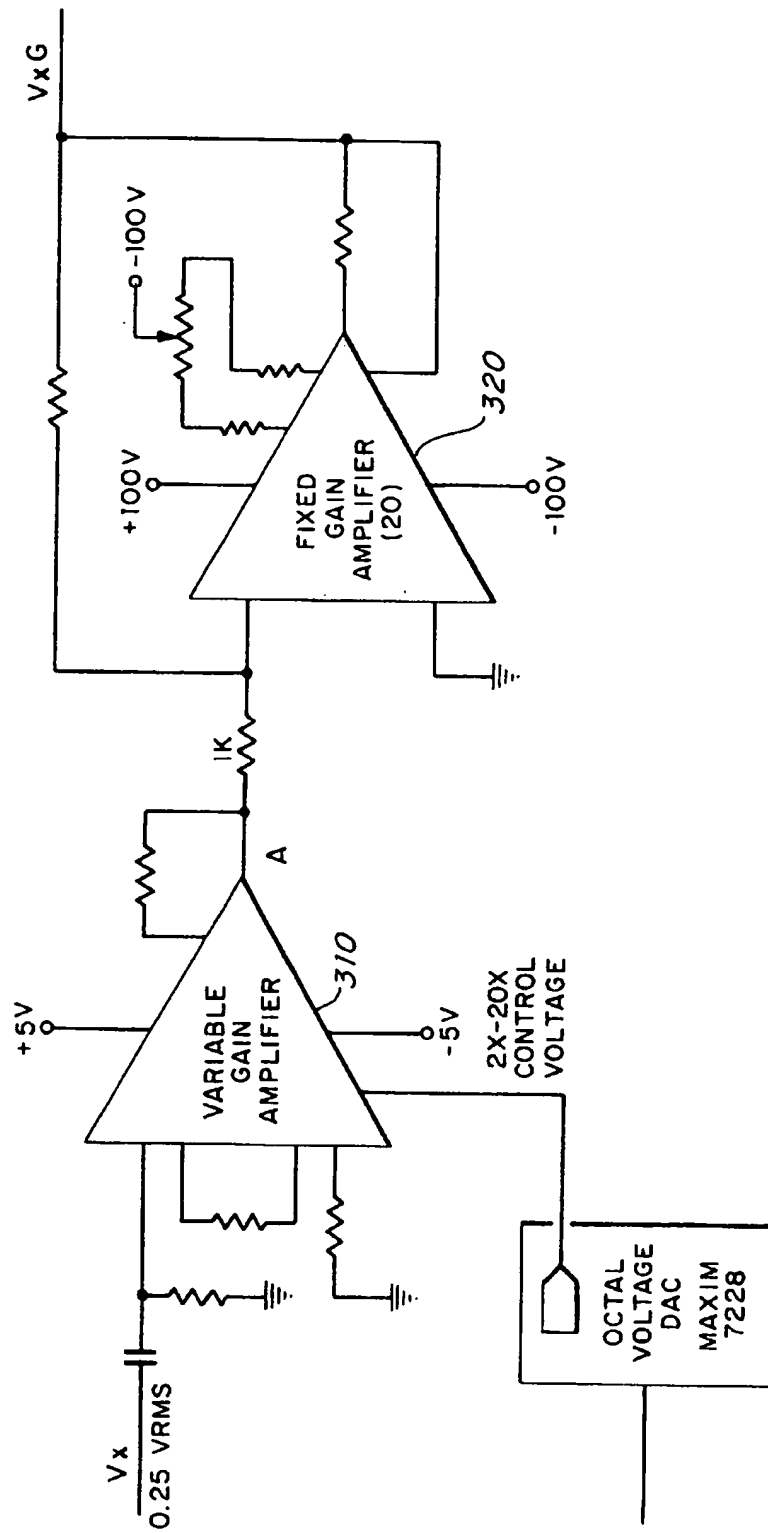 Vx
0.25 VRMS
+5V
VARIABLE
GAIN
AMPLIFIER
310
-5V
2X-20X
CONTROL
VOLTAGE
OCTAL
VOLTAGE
DAC
MAXIM
7228
A
1K
+100V
-100V
FIXED
GAIN
AMPLIFIER
(20)
320
-100V
VxG